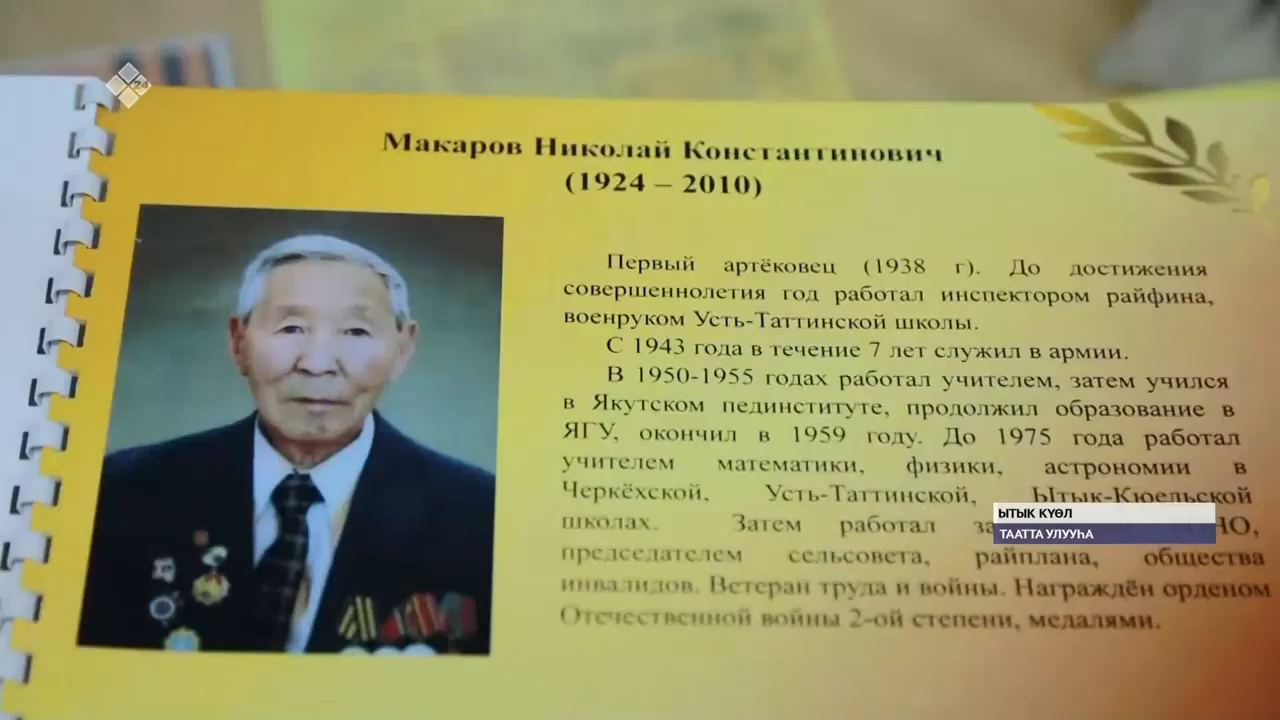 24
Макаров Николай Константинович
(1924 – 2010)
Первый артёковец (1938 г). До достижения
совершеннолетия год работал инспектором райфина,
военруком Усть-Таттинской школы.
С 1943 года в течение 7 лет служил в армии.
В 1950-1955 годах работал учителем, затем учился
в Якутском пединституте, продолжил образование в
ЯГУ, окончил в 1959 году. До 1975 года работал
учителем математики, физики, астрономии в
Черкёхской, Усть-Таттинской, Ытык-Кюельской
школах. Затем работал
председателем сельсовета, райплана, общества
инвалидов. Ветеран труда и войны. Награждён орденом
Отечественной войны 2-ой степени, медалями.
ЫТЫК КҮӨЛ
ТААТТА УЛУУҺА